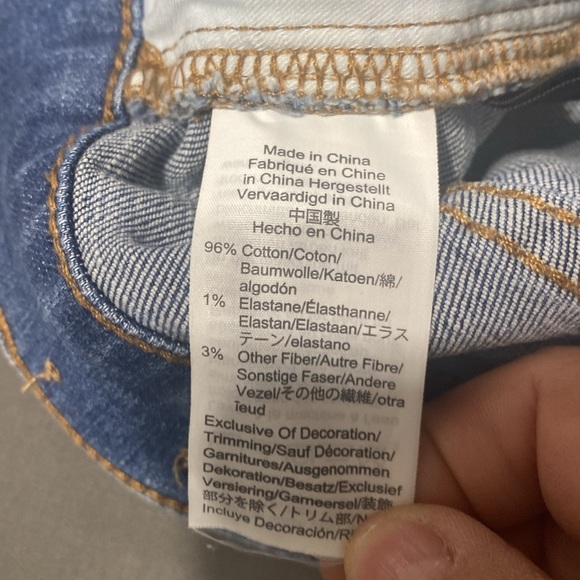 Made in China
Fabriqué en Chine
in China Hergestellt
Vervaardigd in China
中国製
Hecho en China
96% Cotton/Coton/
Baumwolle/Katoen/綿/
algodón
1% Elastane/Élasthanne/
Elastan/Elastaan/エラス
テーン/elastano
3% Other Fiber/Autre Fibre/
Sonstige Faser/Andere
Vezel/その他の繊維/otra
Exclusive Of Decoration/
Trimming/Sauf Décoration/
Garnitures/Ausgenommen
Dekoration/Besatz/Exclusief
Versiering/Garneersel/装飾
部分を除く/トリム部/
Incluye Decoración/